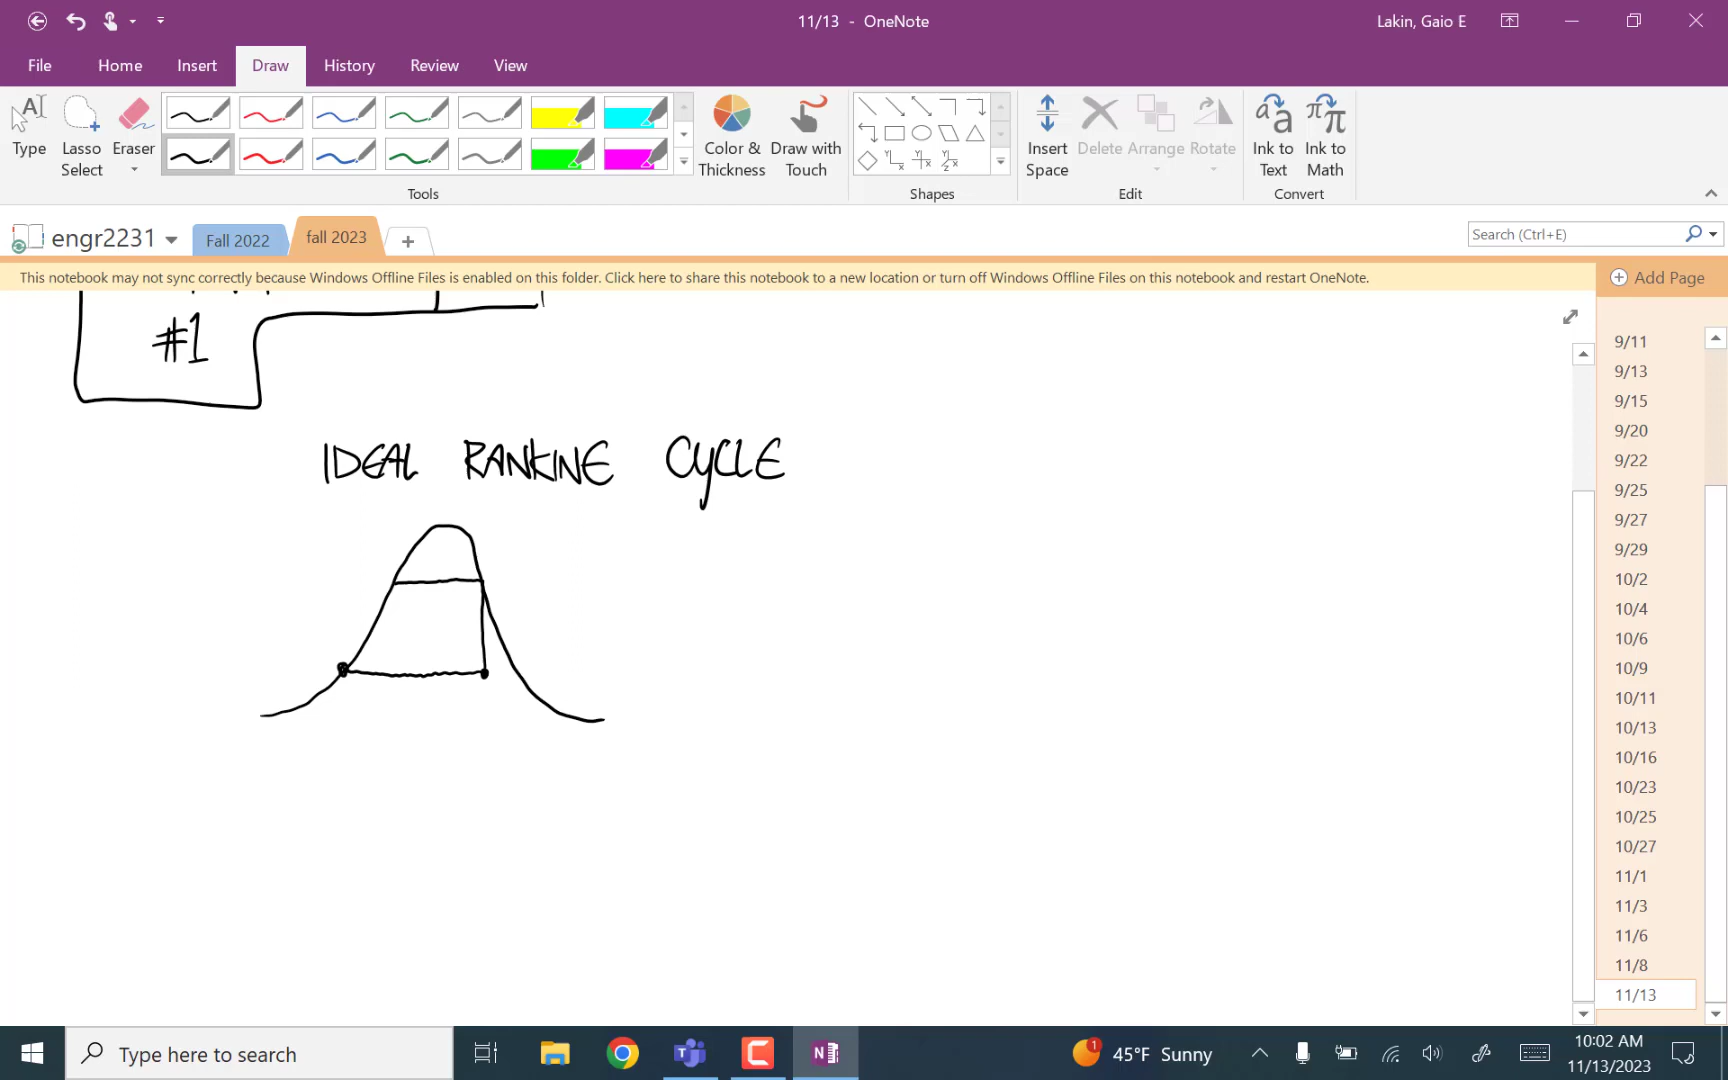 11/13 - OneNote
Lakin, Gaio E
File Home Insert Draw History Review View
Type
Lasso Select
Eraser
Color & Thickness
Draw with Touch
Insert Space
Delete
Arrange
Rotate
Ink to Text
Ink to Math
Tools
Shapes
Edit
Convert
engr2231
Fall 2022
fall 2023
Search (Ctrl+E)
This notebook may not sync correctly because Windows Offline Files is enabled on this folder. Click here to share this notebook to a new location or turn off Windows Offline Files on this notebook and restart OneNote.
Add Page
#1
IDEAL RANKINE CYCLE
9/11
9/13
9/15
9/20
9/22
9/25
9/27
9/29
10/2
10/4
10/6
10/9
10/11
10/13
10/16
10/23
10/25
10/27
11/1
11/3
11/6
11/8
11/13
Type here to search
45°F Sunny
10:02 AM
11/13/2023